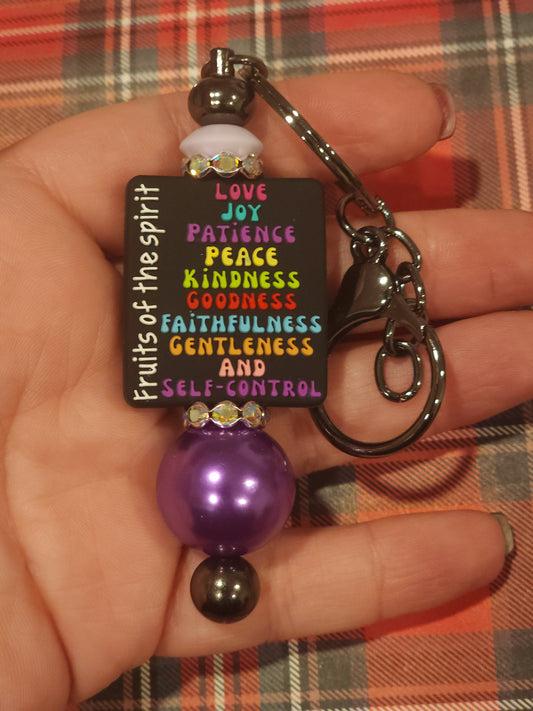 Fruits of the spirit
LOVE
JOY
PATiENCE
PEACE
KiNDNESS
GOODNESS
FAiTHFULNESS
GENTLENESS
AND
SELF-CONTROL